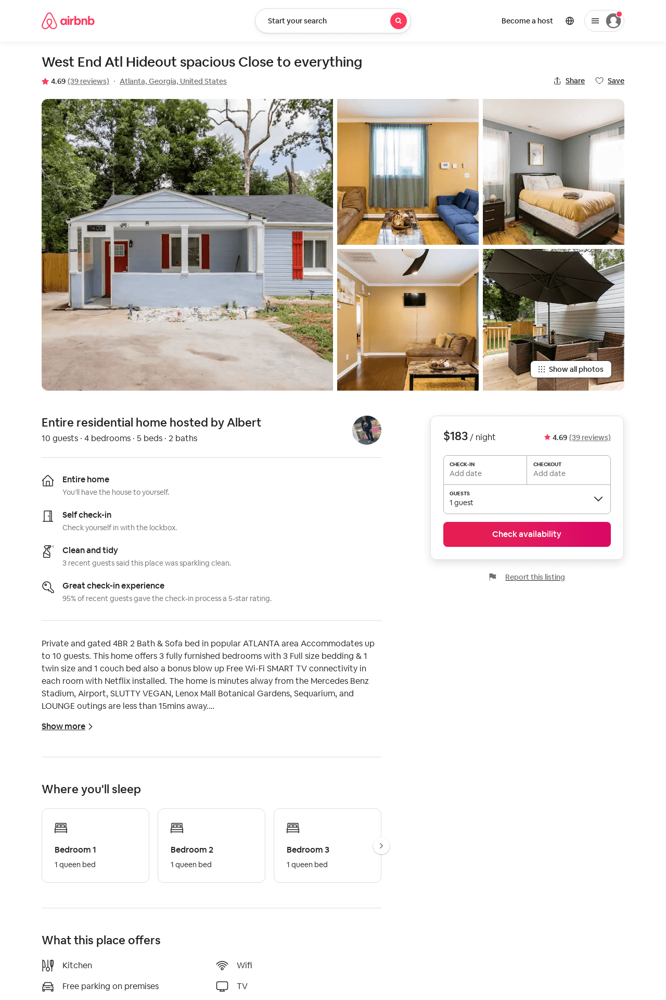 airbnb
Start your search
Become a host
West End Atl Hideout spacious Close to everything
4.69 (39 reviews) · Atlanta, Georgia, United States
Share
Save
1400
Show all photos
Entire residential home hosted by Albert
10 guests · 4 bedrooms · 5 beds · 2 baths
$183 / night
4.69 (39 reviews)
CHECK-IN
Add date
CHECKOUT
Add date
GUESTS
1 guest
Check availability
Report this listing
Entire home
You’ll have the house to yourself.
Self check-in
Check yourself in with the lockbox.
Clean and tidy
3 recent guests said this place was sparkling clean.
Great check-in experience
95% of recent guests gave the check-in process a 5-star rating.
Private and gated 4BR 2 Bath & Sofa bed in popular ATLANTA area Accommodates up
to 10 guests. This home offers 3 fully furnished bedrooms with 3 Full size bedding & 1
twin size and 1 couch bed also a bonus blow up Free Wi-Fi SMART TV connectivity in
each room with Netflix installed. The home is minutes alway from the Mercedes Benz
Stadium, Airport, SLUTTY VEGAN, Lenox Mall Botanical Gardens, Sequarium, and
LOUNGE outings are less than 15mins away.…
Show more
Where you'll sleep
Bedroom 1
1 queen bed
Bedroom 2
1 queen bed
Bedroom 3
1 queen bed
What this place offers
Kitchen
Wifi
Free parking on premises
TV